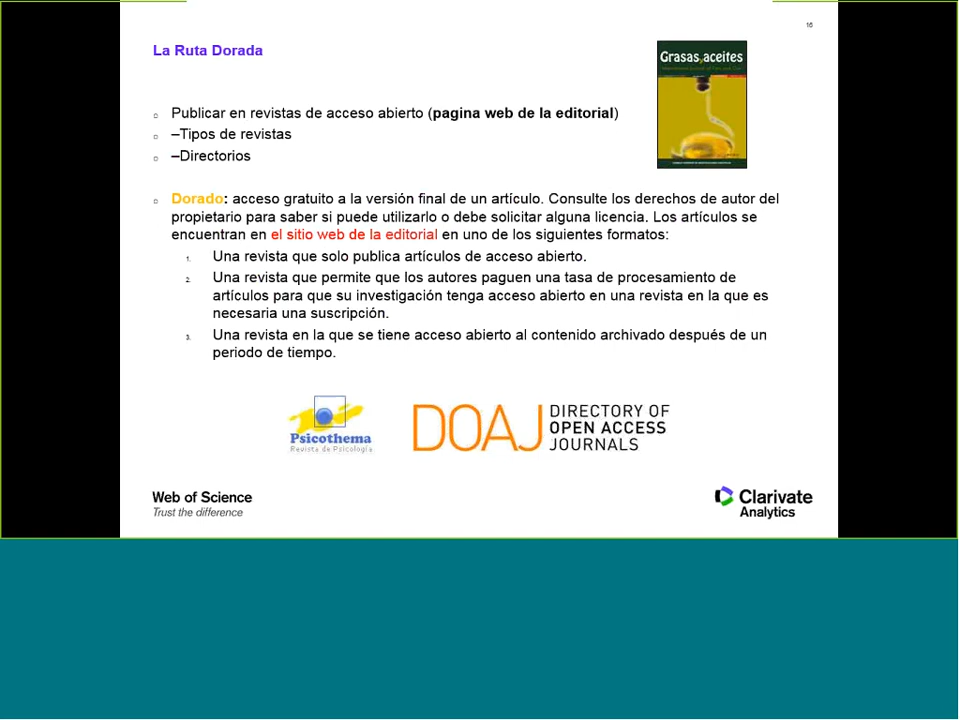 16
La Ruta Dorada
Grasas y aceites
Publicar en revistas de acceso abierto (pagina web de la editorial)
–Tipos de revistas
–Directorios
Dorado: acceso gratuito a la versión final de un artículo. Consulte los derechos de autor del
propietario para saber si puede utilizarlo o debe solicitar alguna licencia. Los artículos se
encuentran en el sitio web de la editorial en uno de los siguientes formatos:
1. Una revista que solo publica artículos de acceso abierto.
2. Una revista que permite que los autores paguen una tasa de procesamiento de
artículos para que su investigación tenga acceso abierto en una revista en la que es
necesaria una suscripción.
3. Una revista en la que se tiene acceso abierto al contenido archivado después de un
periodo de tiempo.
Psicothema
Revista de Psicología
DOAJ
DIRECTORY OF
OPEN ACCESS
JOURNALS
Web of Science
Trust the difference
Clarivate
Analytics